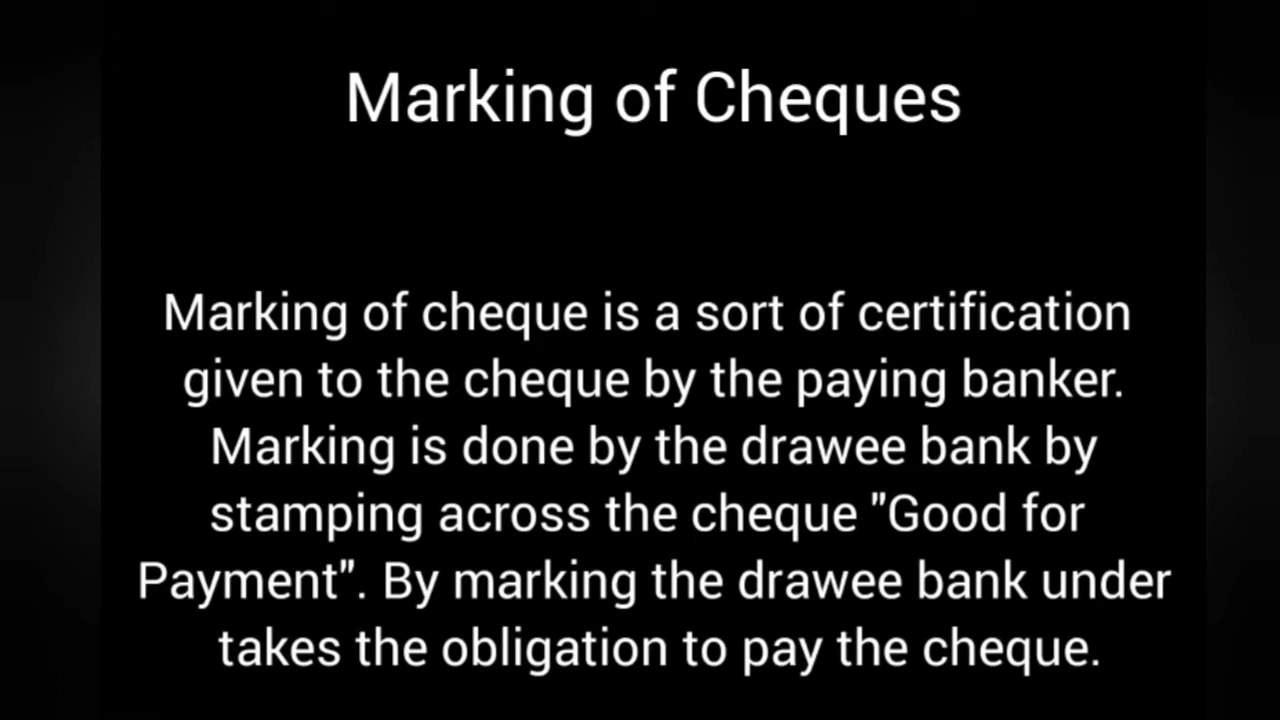 Marking of Cheques
Marking of cheque is a sort of certification
given to the cheque by the paying banker.
Marking is done by the drawee bank by
stamping across the cheque "Good for
Payment". By marking the drawee bank under
takes the obligation to pay the cheque.